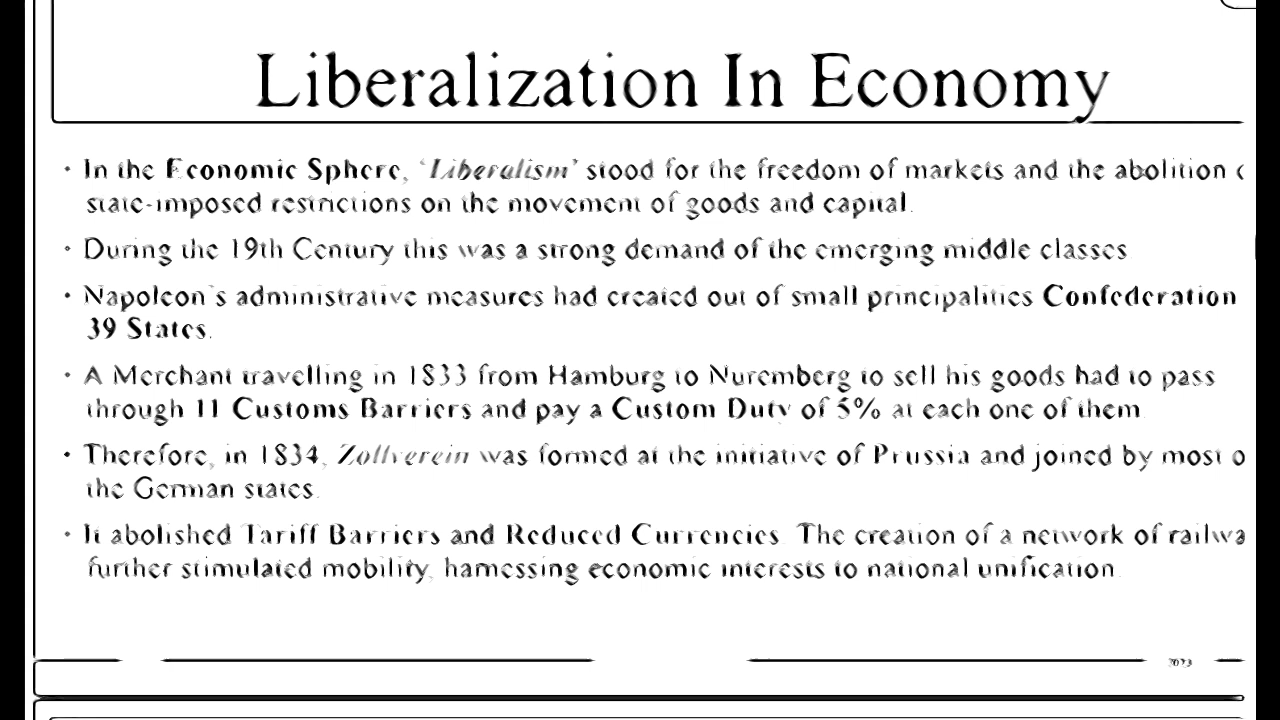 Liberalization In Economy
• In the Economic Sphere, 'Liberalism' stood for the freedom of markets and the abolition
state-imposed restrictions on the movement of goods and capital.
• During the 19th Century this was a strong demand of the emerging middle classes
• Napoleon's administrative measures had created out of small principalities Confederation
39 States.
• A Merchant travelling in 1833 from Hamburg to Nuremberg to sell his goods had to pass
through 11 Customs Barriers and pay a Custom Duty of 5% at each one of them.
• Therefore, in 1834, Zollverein was formed at the initiative of Prussia and joined by most
the German states.
• It abolished Tariff Barriers and Reduced Currencies. The creation of a network of
further stimulated mobility, harnessing economic interests to national unification.